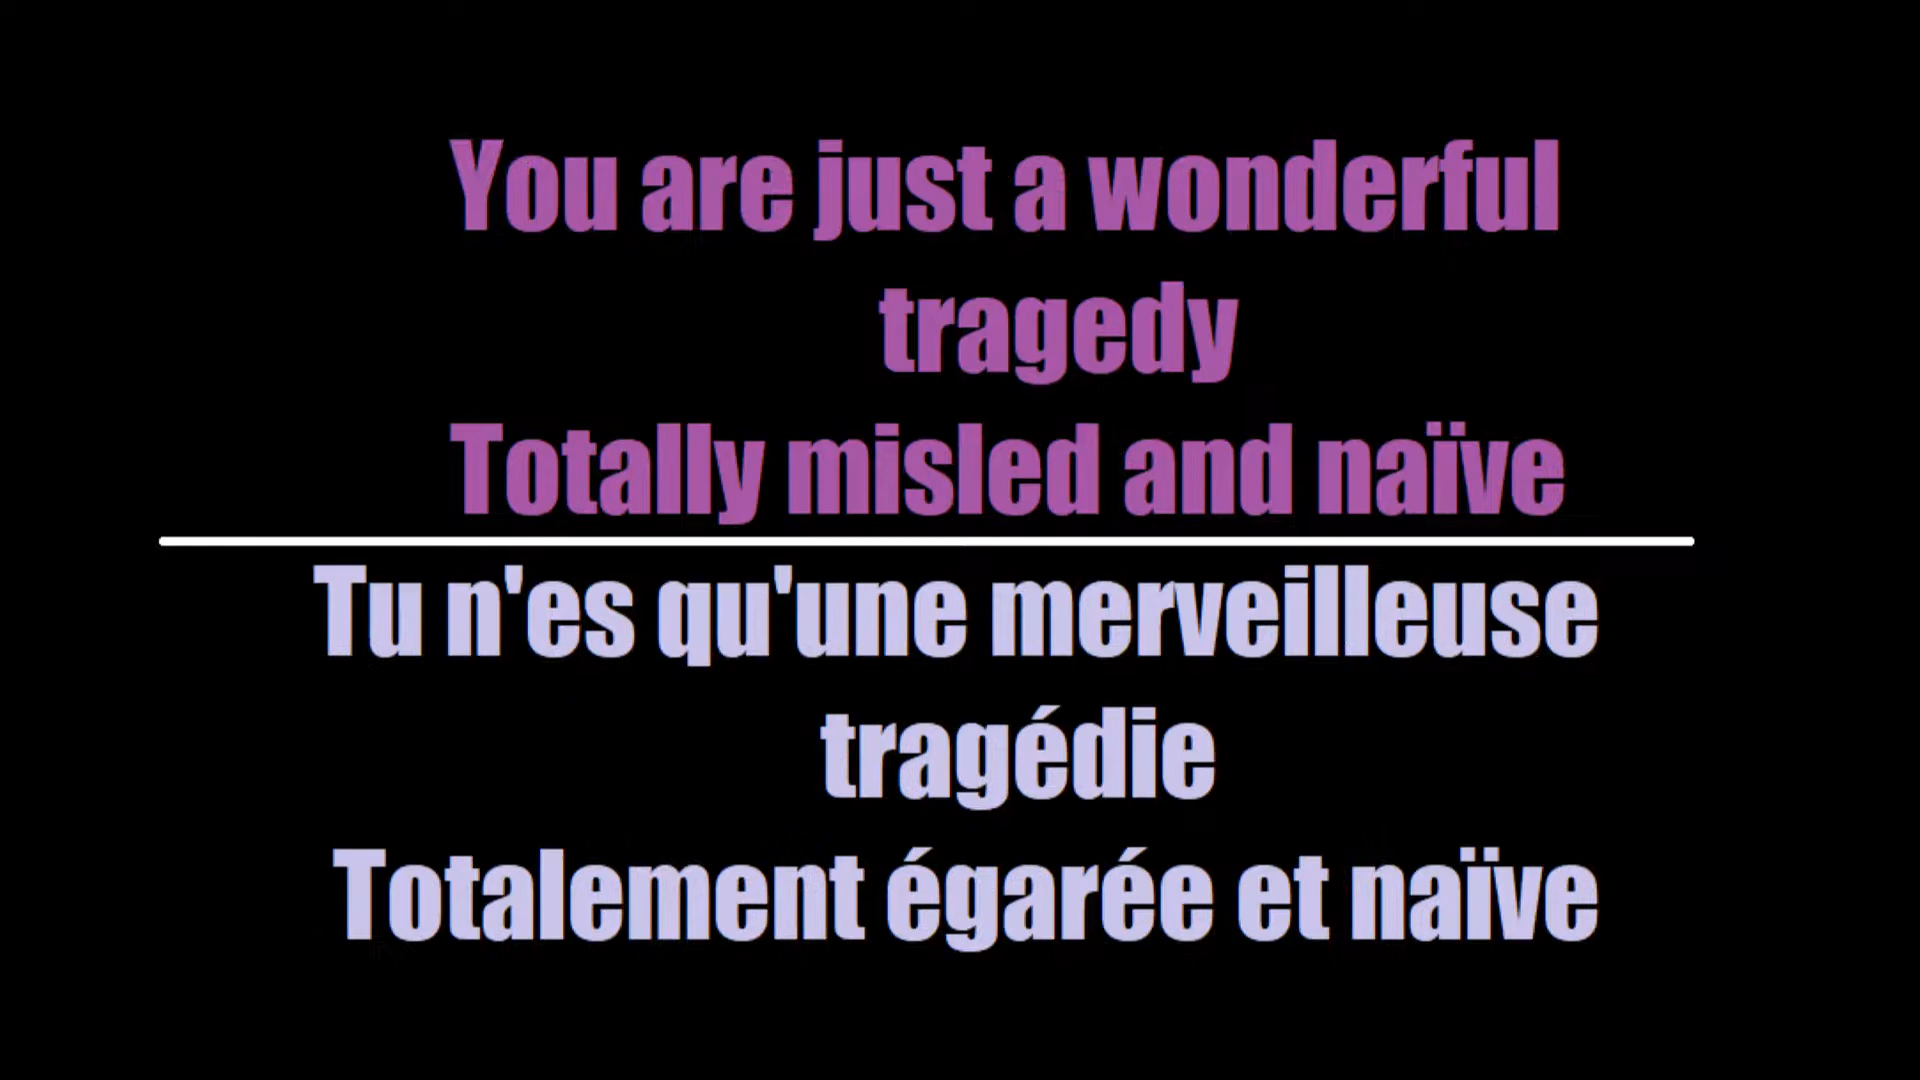 You are just a wonderful
tragedy
Totally misled and naïve
Tu n'es qu'une merveilleuse
tragédie
Totalement égarée et naïve